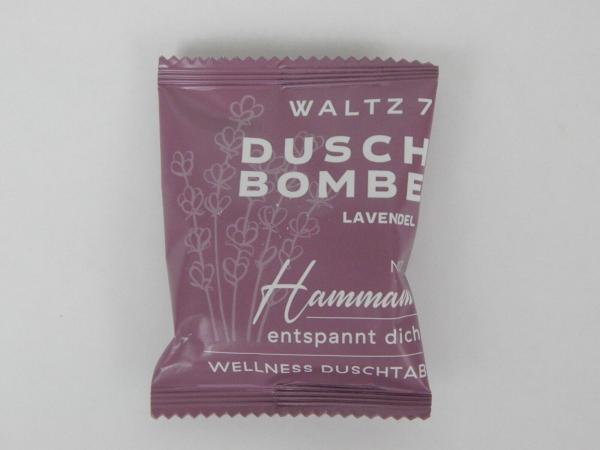 WALTZ 7
DUSCH
BOMBE
LAVENDEL
Hammam
entspannt dich
WELLNESS DUSCHTAB